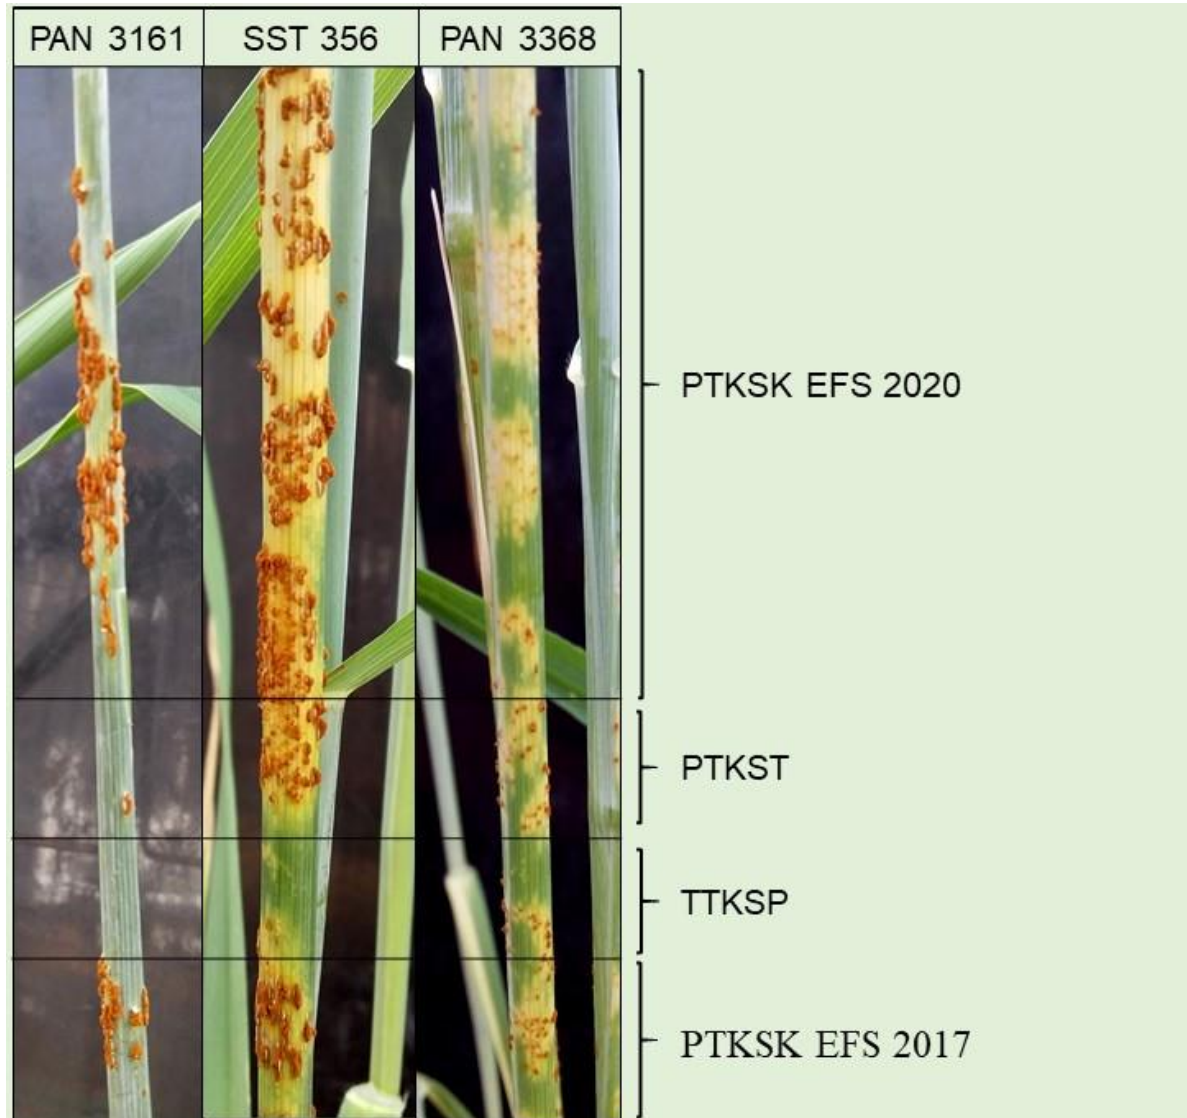 PAN 3161
SST 356
PAN 3368
PTKSK EFS 2020
PTKST
TTKSP
PTKSK EFS 2017